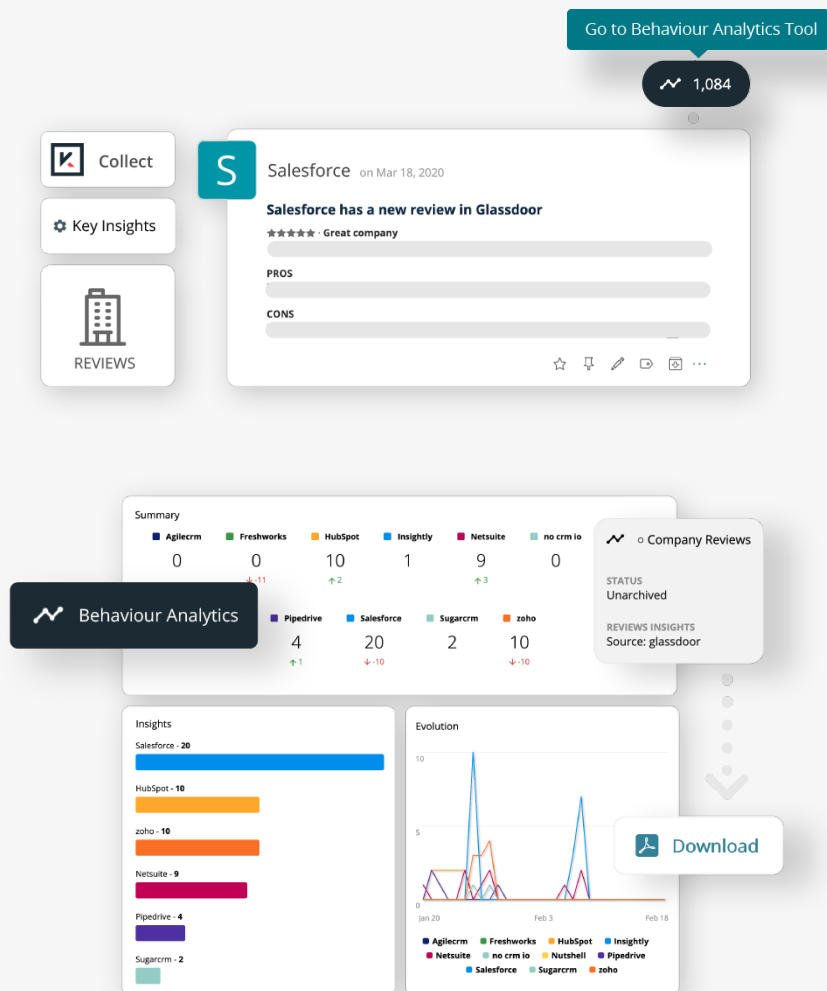 Go to Behaviour Analytics Tool
1,084
Collect
Key Insights
REVIEWS
S
Salesforce on Mar 18, 2020
Salesforce has a new review in Glassdoor
★★★★★ · Great company
PROS
CONS
Summary
Agilecrm Freshworks HubSpot Insightly Netsuite no crm io
0 0 10 1 9 0
↓ -11 ↑ 2 ↑ 3
Company Reviews
STATUS
Unarchived
REVIEWS INSIGHTS
Source: glassdoor
Behaviour Analytics
Pipedrive Salesforce Sugarcrm zoho
4 20 2 10
↑ 1 ↓ -10 ↓ -10
Insights
Salesforce - 20
HubSpot - 10
zoho - 10
Netsuite - 9
Pipedrive - 4
Sugarcrm - 2
Evolution
10
5
0
Jan 20 Feb 3 Feb 18
Agilecrm Freshworks HubSpot Insightly
Netsuite no crm io Nutshell Pipedrive
Salesforce Sugarcrm zoho
Download